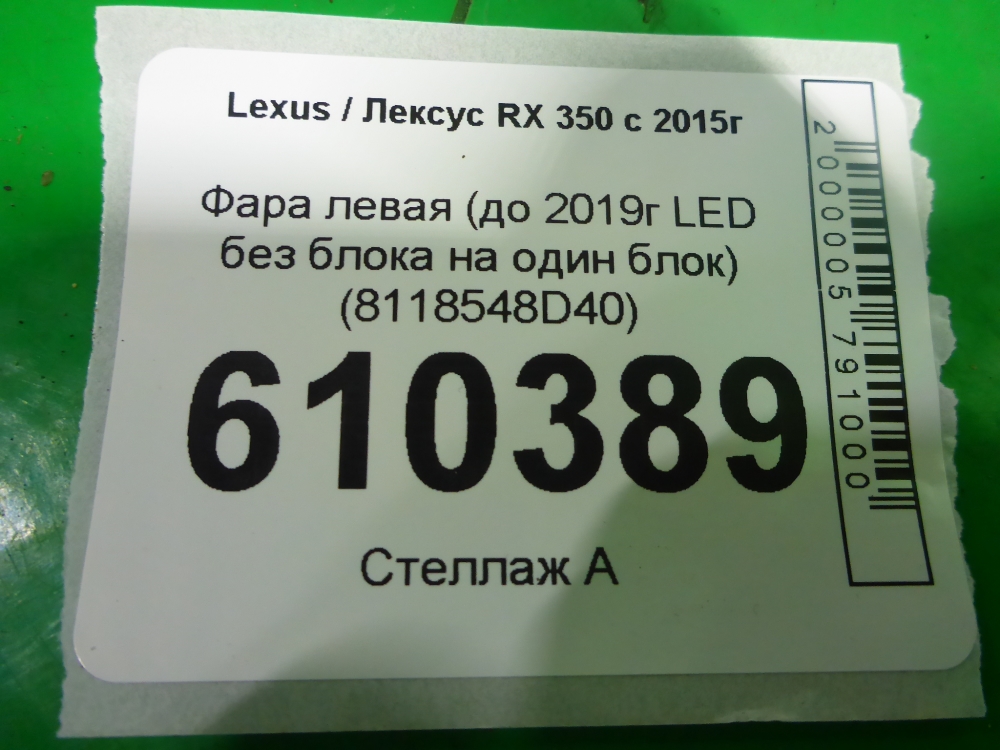 Lexus / Лексус RX 350 с 2015г
Фара левая (до 2019г LED
без блока на один блок)
(8118548D40)
610389
Стеллаж А
2000005791000